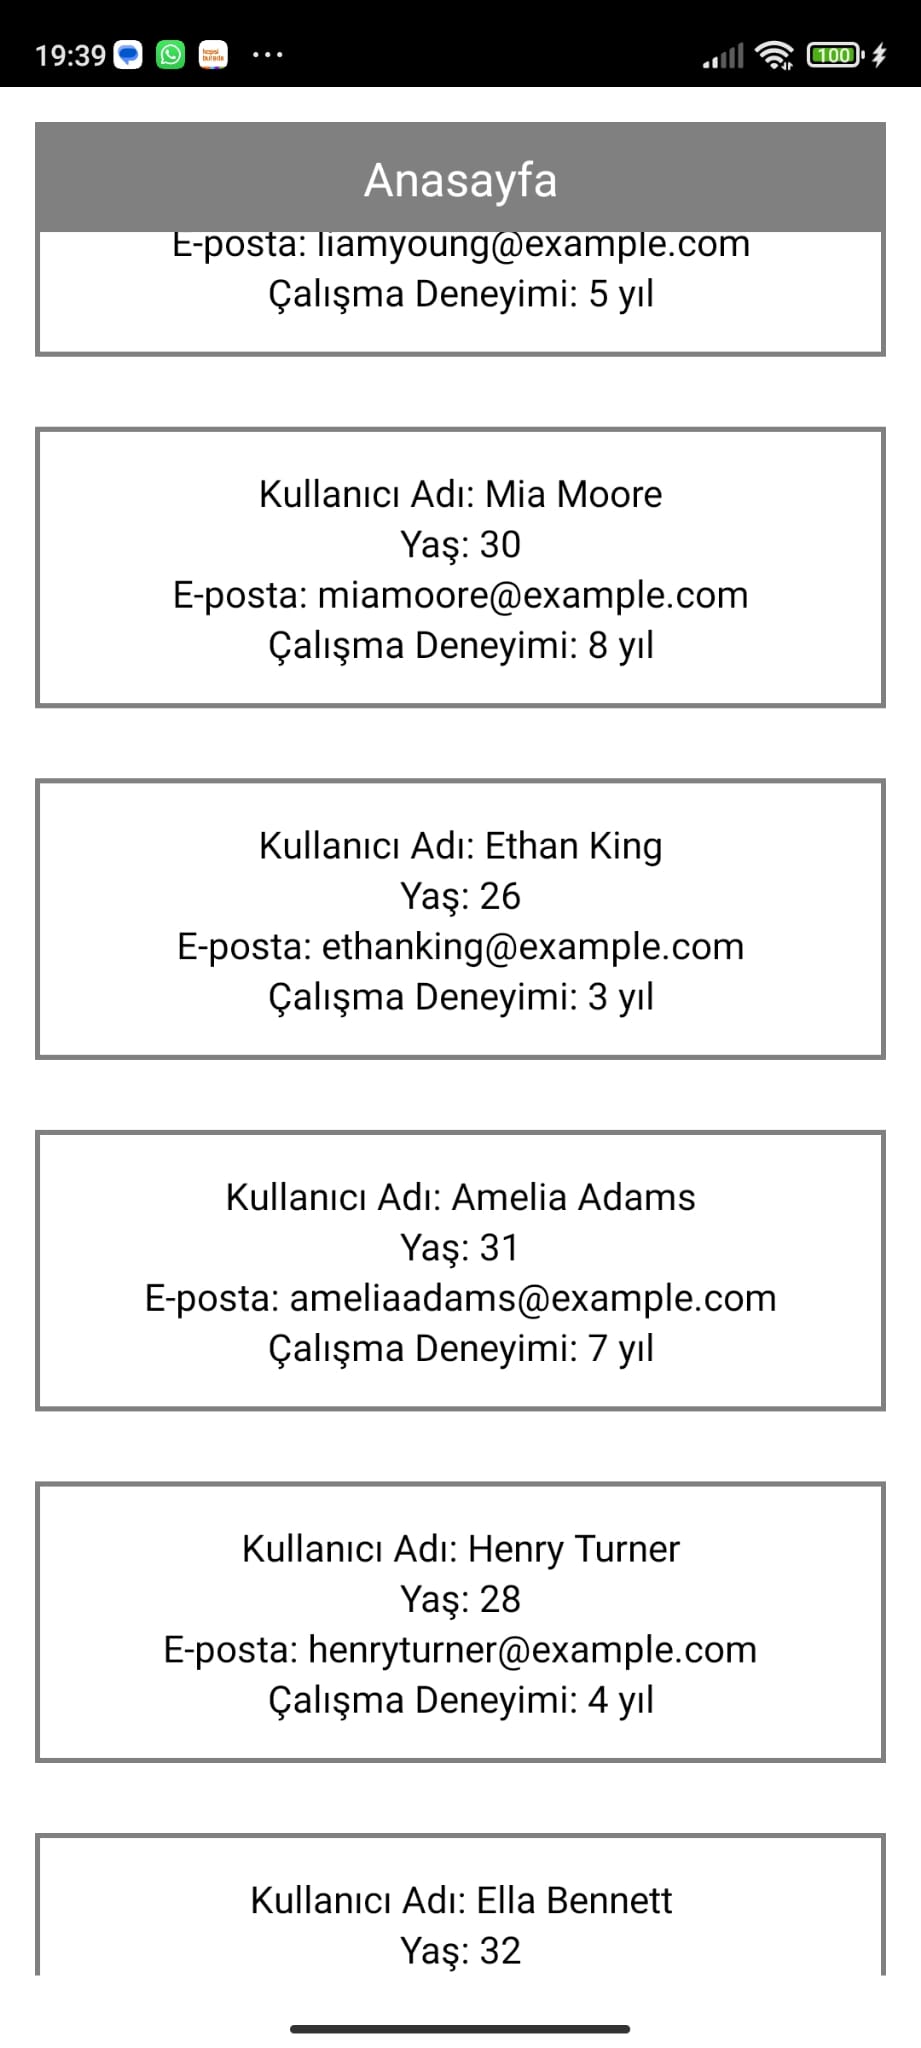 19:39
hepsi
burada
...
100
Anasayfa
E-posta: liamyoung@example.com
Çalışma Deneyimi: 5 yıl
Kullanıcı Adı: Mia Moore
Yaş: 30
E-posta: miamoore@example.com
Çalışma Deneyimi: 8 yıl
Kullanıcı Adı: Ethan King
Yaş: 26
E-posta: ethanking@example.com
Çalışma Deneyimi: 3 yıl
Kullanıcı Adı: Amelia Adams
Yaş: 31
E-posta: ameliaadams@example.com
Çalışma Deneyimi: 7 yıl
Kullanıcı Adı: Henry Turner
Yaş: 28
E-posta: henryturner@example.com
Çalışma Deneyimi: 4 yıl
Kullanıcı Adı: Ella Bennett
Yaş: 32